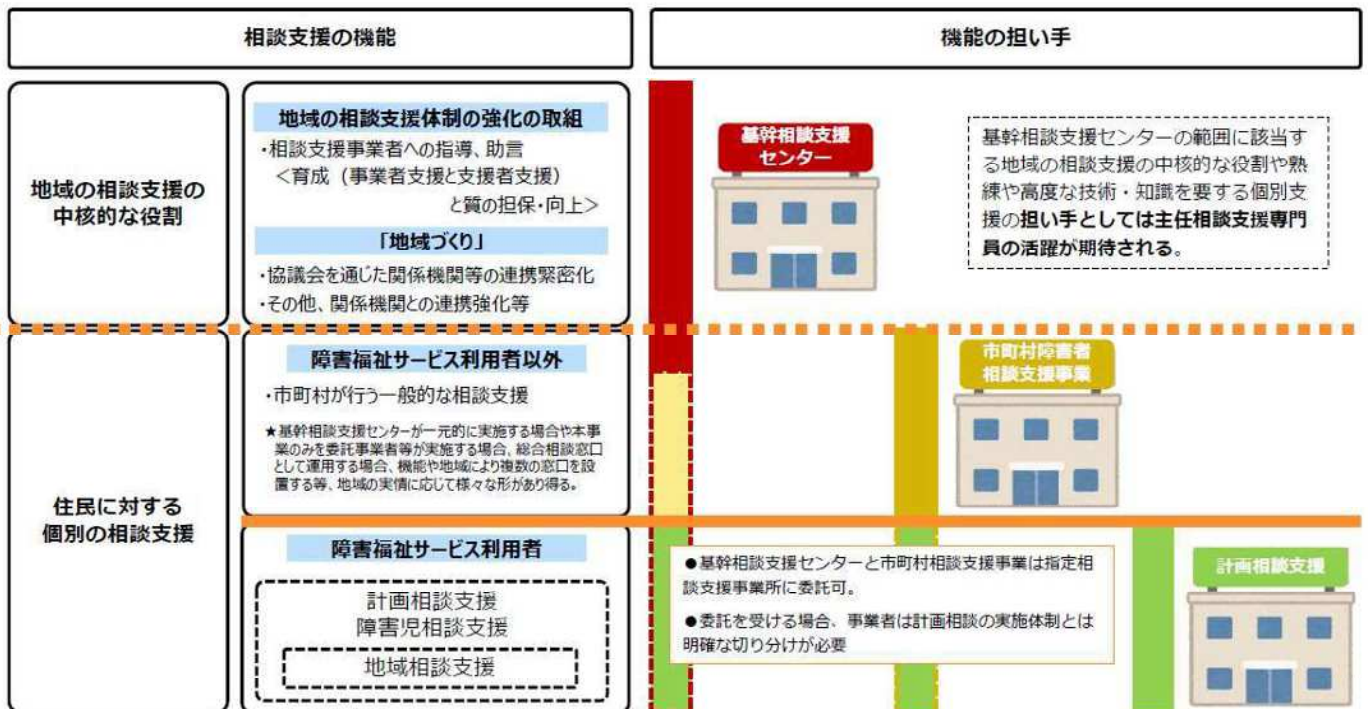 相談支援の機能
機能の担い手
地域の相談支援の
中核的な役割
地域の相談支援体制の強化の取組
・相談支援事業者への指導、助言
＜育成（事業者支援と支援者支援）
と質の担保・向上＞
「地域づくり」
・協議会を通じた関係機関等の連携緊密化
・その他、関係機関との連携強化等
基幹相談支援
センター
基幹相談支援センターの範囲に該当す
る地域の相談支援の中核的な役割や熟
練や高度な技術・知識を要する個別支
援の担い手としては主任相談支援専門
員の活躍が期待される。
住民に対する
個別の相談支援
障害福祉サービス利用者以外
・市町村が行う一般的な相談支援
★基幹相談支援センターが一元的に実施する場合や本事
業のみを委託事業者等が実施する場合、総合相談窓口
として運用する場合、機能や地域により複数の窓口を設
置する等、地域の実情に応じて様々な形があり得る。
市町村障害者
相談支援事業
障害福祉サービス利用者
計画相談支援
障害児相談支援
地域相談支援
●基幹相談支援センターと市町村相談支援事業は指定相
談支援事業所に委託可。
●委託を受ける場合、事業者は計画相談の実施体制とは
明確な切り分けが必要
計画相談支援